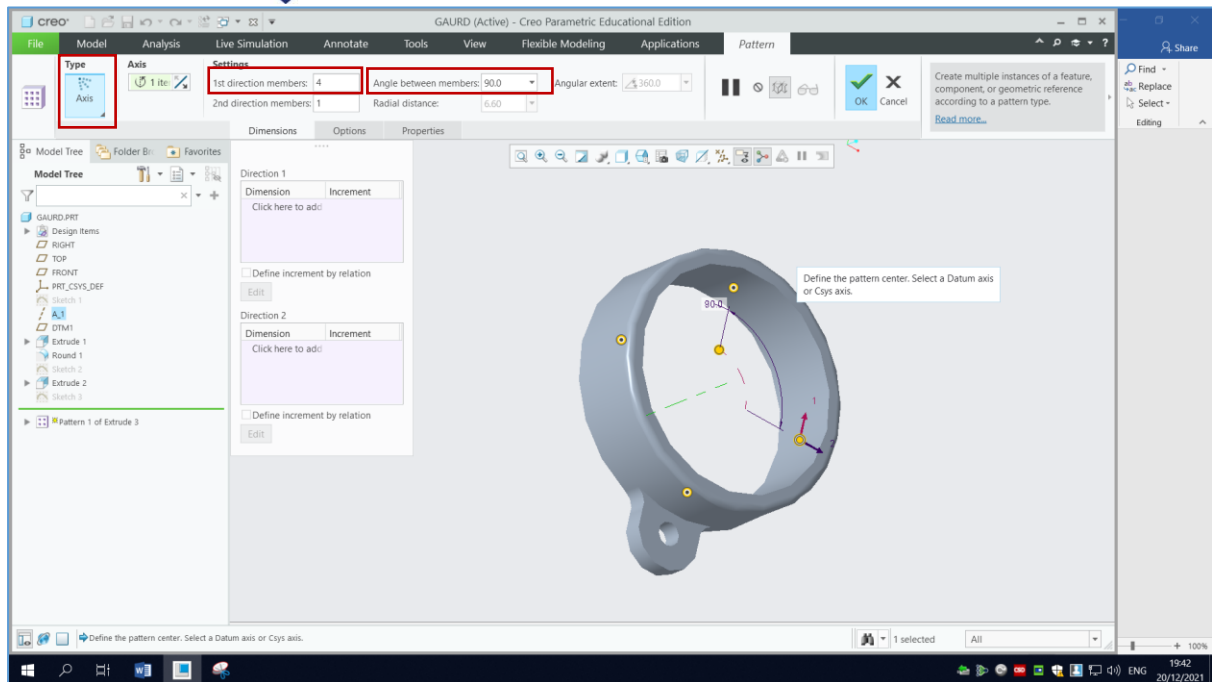 creo·
GAURD (Active) - Creo Parametric Educational Edition
File Model Analysis Live Simulation Annotate Tools View Flexible Modeling Applications Pattern
Share
Type Axis Settings
Axis
1 ite
1st direction members: 4 Angle between members: 90.0 Angular extent: 360.0
2nd direction members: 1 Radial distance: 6.60
OK Cancel
Create multiple instances of a feature,
component, or geometric reference
according to a pattern type.
Read more...
Find
Replace
Select
Editing
Dimensions Options Properties
Model Tree Folder Br Favorites
Model Tree
GAURD.PRT
Design Items
RIGHT
TOP
FRONT
PRT_CSYS_DEF
Sketch 1
A_1
DTM1
Extrude 1
Round 1
Sketch 2
Extrude 2
Sketch 3
Pattern 1 of Extrude 3
Direction 1
Dimension Increment
Click here to add
Define increment by relation
Edit
Direction 2
Dimension Increment
Click here to add
Define increment by relation
Edit
Define the pattern center. Select a Datum axis
or Csys axis.
90.0
1
2
Define the pattern center. Select a Datum axis or Csys axis.
1 selected All
100%
ENG 19:42
20/12/2021